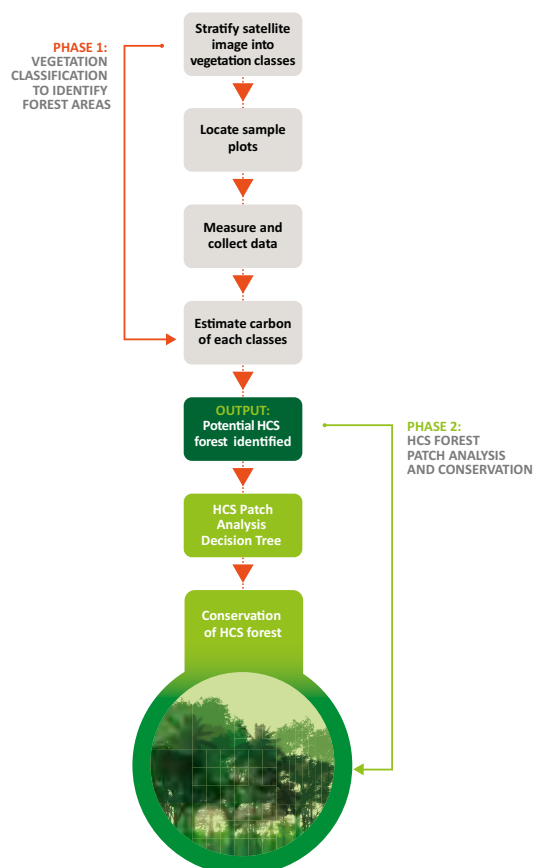 Stratify satellite
image into
vegetation classes
PHASE 1:
VEGETATION
CLASSIFICATION
TO IDENTIFY
FOREST AREAS
Locate sample
plots
Measure and
collect data
Estimate carbon
of each classes
OUTPUT:
Potential HCS
forest identified
PHASE 2:
HCS FOREST
PATCH ANALYSIS
AND CONSERVATION
HCS Patch
Analysis
Decision Tree
Conservation
of HCS forest